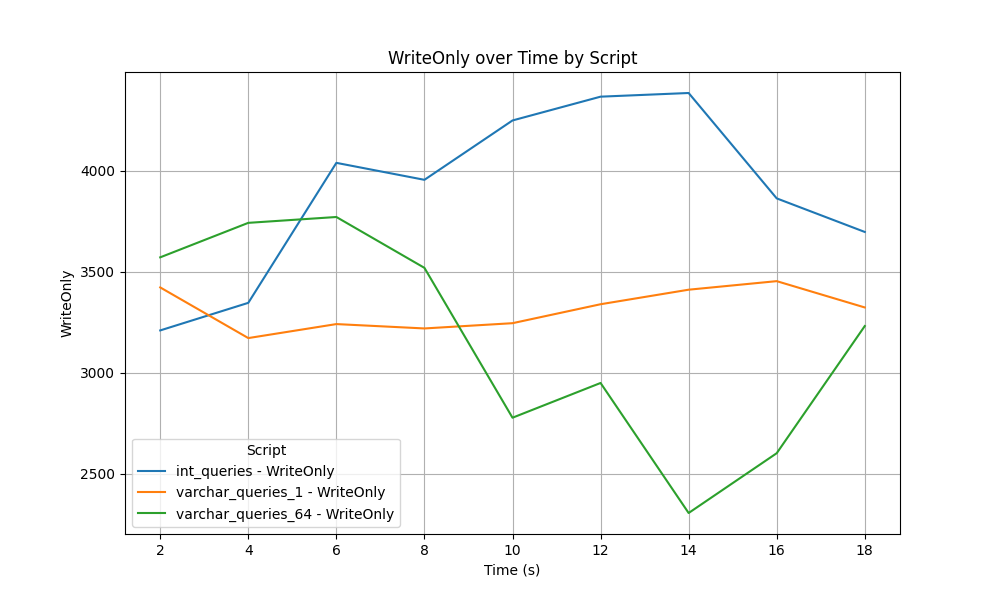 WriteOnly over Time by Script
WriteOnly
4000
3500
3000
2500
Script
int_queries - WriteOnly
varchar_queries_1 - WriteOnly
varchar_queries_64 - WriteOnly
2 4 6 8 10 12 14 16 18
Time (s)